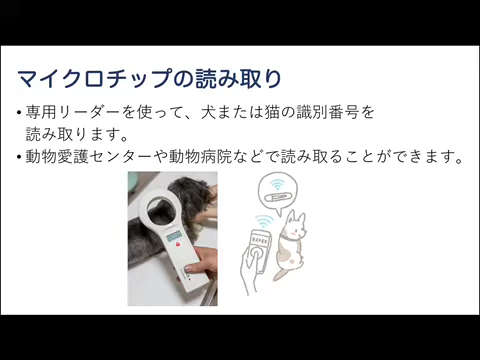 マイクロチップの読み取り
• 専用リーダーを使って、犬または猫の識別番号を
読み取ります。
• 動物愛護センターや動物病院などで読み取ることができます。